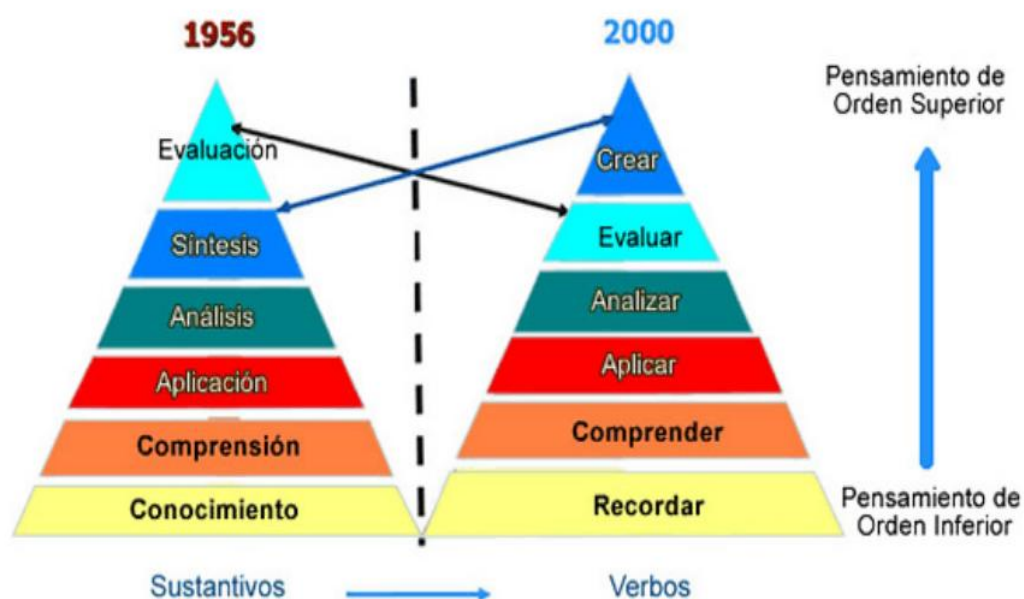 1956
2000
Evaluación
Síntesis
Análisis
Aplicación
Comprensión
Conocimiento
Crear
Evaluar
Analizar
Aplicar
Comprender
Recordar
Pensamiento de
Orden Superior
Pensamiento de
Orden Inferior
Sustantivos
Verbos